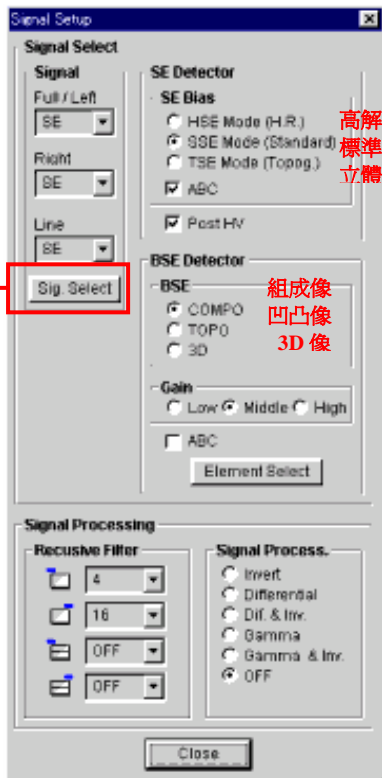 Signal Setup
Signal Select
Signal
Full / Left
SE
Right
SE
Line
SE
Sig. Select
SE Detector
SE Bias
HSE Mode (H.R.) 高解
SSE Mode (Standard) 標準
TSE Mode (Topog.) 立體
ABC
Post HV
BSE Detector
BSE
COMPO 組成像
TOPO 凹凸像
3D 3D 像
Gain
Low Middle High
ABC
Element Select
Signal Processing
Recusive Filter
4
16
OFF
OFF
Signal Process.
Invert
Differential
Dif. & Inv.
Gamma
Gamma & Inv.
OFF
Close